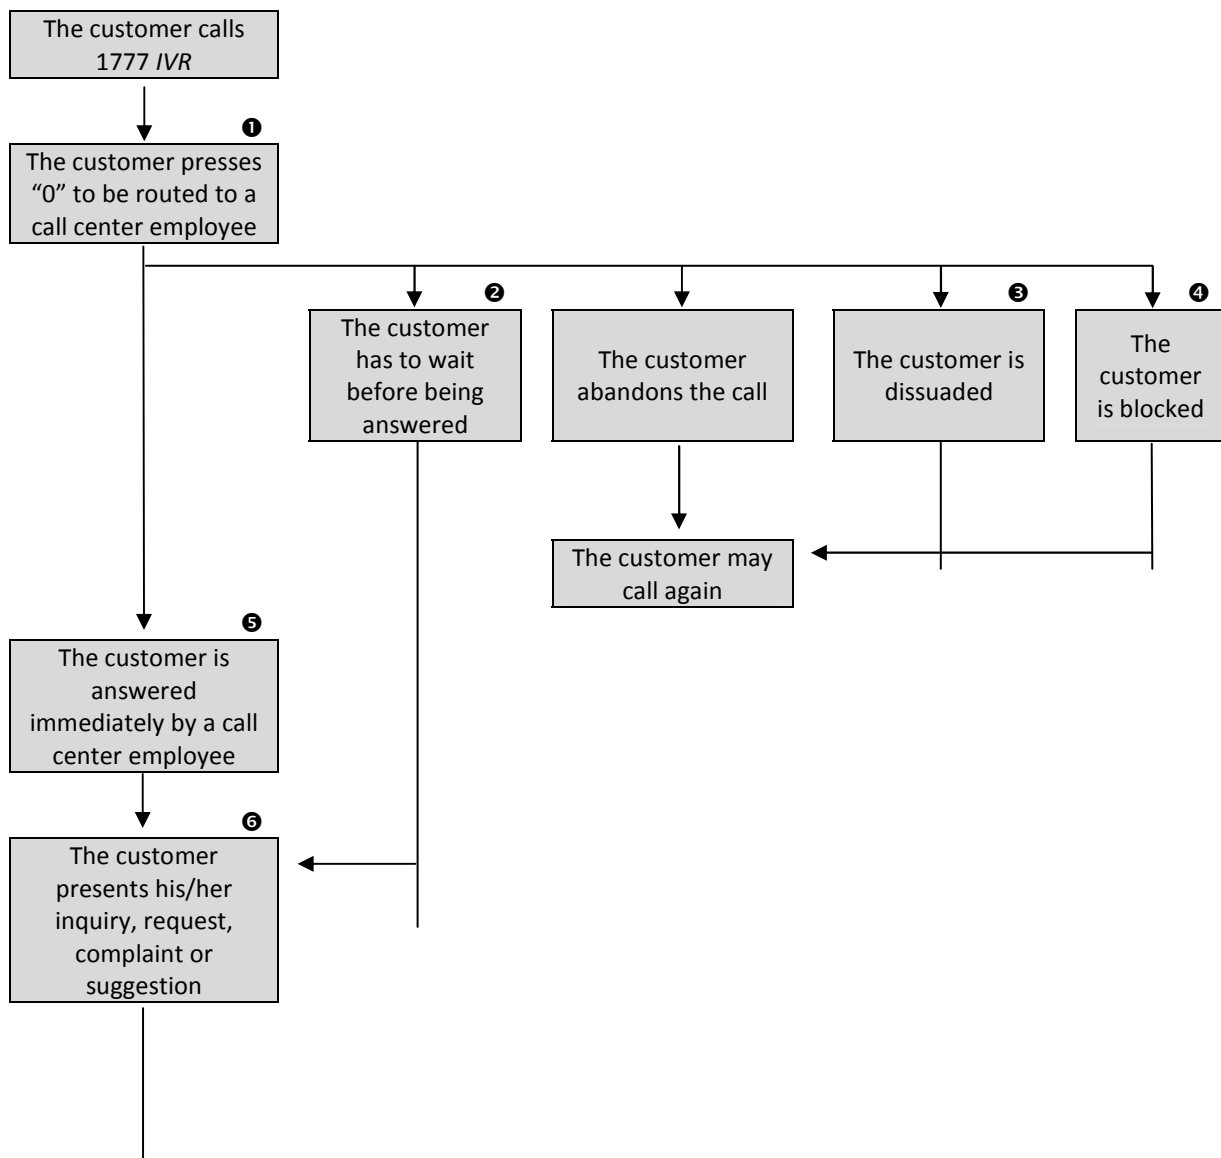 The customer calls
1777 IVR
❶
The customer presses
“0” to be routed to a
call center employee
❷
The customer
has to wait
before being
answered
The customer
abandons the call
❸
The customer is
dissuaded
❹
The
customer
is blocked
The customer may
call again
❺
The customer is
answered
immediately by a call
center employee
❻
The customer
presents his/her
inquiry, request,
complaint or
suggestion